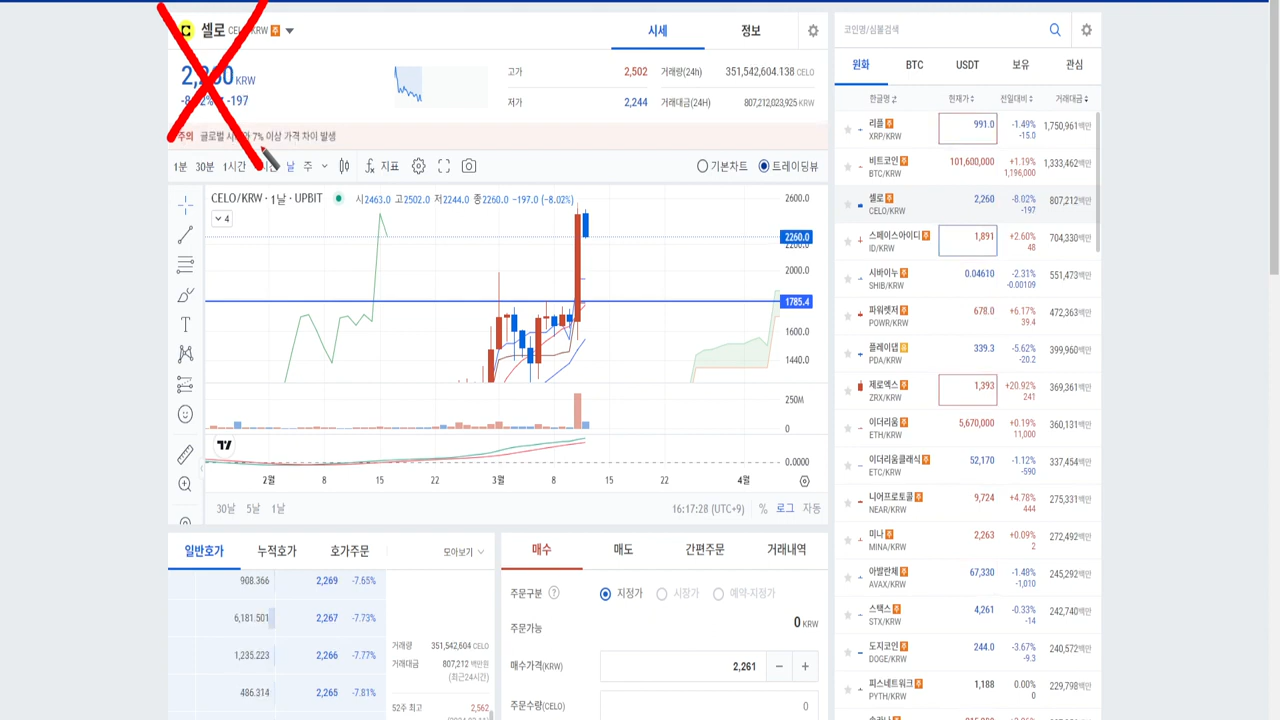 셀로 CELO/KRW 주
시세
정보
코인명/심볼검색
2,260 KRW
-8.02% -197
고가 2,502 거래량(24h) 351,542,604.138 CELO
저가 2,244 거래대금(24H) 807,212,023,925 KRW
주의 글로벌 시세와 7% 이상 가격 차이 발생
1분 30분 1시간 날 주 지표
기본차트 트레이딩뷰
CELO/KRW · 1날 · UPBIT 시2463.0 고2502.0 저2244.0 종2260.0 −197.0 (−8.02%)
4
2600.0
2260.0
2200.0
2000.0
1785.4
1600.0
1440.0
250M
0
0.0000
2월 8 15 22 3월 8 15 22 4월
30날 5날 1날
16:17:28 (UTC+9) % 로그 자동
일반호가 누적호가 호가주문 모아보기
908.366 2,269 -7.65%
6,181.501 2,267 -7.73%
1,235.223 2,266 -7.77%
486.314 2,265 -7.81%
거래량 351,542,604 CELO
거래대금 807,212 백만원
(최근24시간)
52주 최고 2,562
매수 매도 간편주문 거래내역
주문구분 ? 지정가 시장가 예약-지정가
주문가능 0 KRW
매수가격(KRW) 2,261 − +
주문수량(CELO) 0
원화 BTC USDT 보유 관심
한글명 현재가 전일대비 거래대금
리플 주 991.0 -1.49% 1,750,961백만
XRP/KRW -15.0
비트코인 주 101,600,000 +1.19% 1,333,462백만
BTC/KRW 1,196,000
셀로 주 2,260 -8.02% 807,212백만
CELO/KRW -197
스페이스아이디 주 1,891 +2.60% 704,330백만
ID/KRW 48
시바이누 주 0.04610 -2.31% 551,473백만
SHIB/KRW -0.00109
파워렛저 주 678.0 +6.17% 472,363백만
POWR/KRW 39.4
플레이댑 유 339.3 -5.62% 399,960백만
PDA/KRW -20.2
제로엑스 주 1,393 +20.92% 369,361백만
ZRX/KRW 241
이더리움 주 5,670,000 +0.19% 360,131백만
ETH/KRW 11,000
이더리움클래식 주 52,170 -1.12% 337,454백만
ETC/KRW -590
니어프로토콜 주 9,724 +4.78% 275,331백만
NEAR/KRW 444
미나 주 2,263 +0.09% 272,492백만
MINA/KRW 2
아발란체 주 67,330 -1.48% 245,292백만
AVAX/KRW -1,010
스택스 주 4,261 -0.33% 242,740백만
STX/KRW -14
도지코인 주 244.0 -3.67% 240,572백만
DOGE/KRW -9.3
피스네트워크 주 1,188 0.00% 229,798백만
PYTH/KRW 0